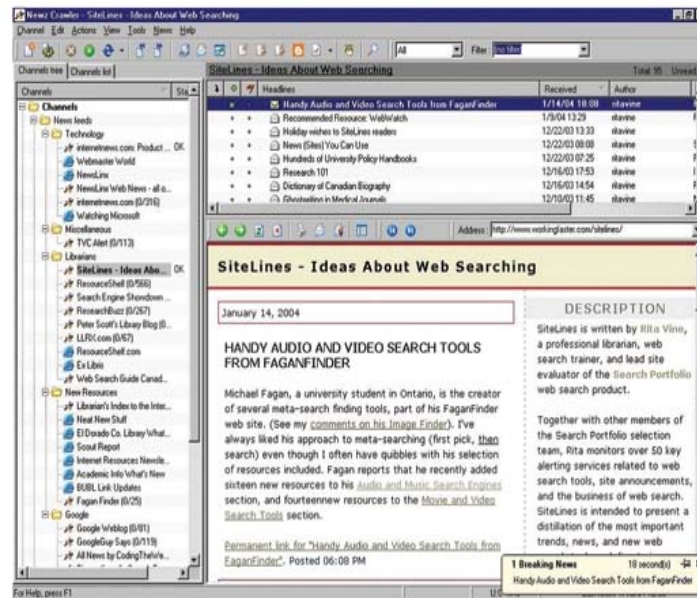 Newz Crawler - SiteLines - Ideas About Web Searching
Channel Edit Actions View Tools News Help
All
Filter: [no filter]
Channels tree Channels list
Channels Sta...
Channels
News feeds
Technology
internetnews.com: Product ... OK
Webmaster World
NewsLinx
NewsLinx Web News - all o...
internetnews.com (0/316)
Watching Microsoft
Miscellaneous
TVC Alert (0/113)
Librarians
SiteLines - Ideas Abo... OK
ResourceShelf (0/566)
Search Engine Showdown ...
ResearchBuzz (0/267)
Peter Scott's Library Blog (0...
LLRX.com (0/67)
ResourceShelf.com
Ex Libris
Web Search Guide Canad...
New Resources
Librarian's Index to the Inter...
Neat New Stuff
El Dorado Co. Library What...
Scout Report
Internet Resources Newsle...
Academic Info What's New
BUBL Link Updates
Fagan Finder (0/25)
Google
Google Weblog (0/81)
GoogleGuy Says (0/119)
All News by CodingTheWe...
For Help, press F1
SiteLines - Ideas About Web Searching Total: 95 Unread
Headlines Received Author
Handy Audio and Video Search Tools from FaganFinder 1/14/04 18:08 ritavine
Recommended Resource: WebWatch 1/9/04 13:29 ritavine
Holiday wishes to SiteLines readers 12/22/03 13:33 ritavine
News (Sites) You Can Use 12/22/03 08:08 ritavine
Hundreds of University Policy Handbooks 12/22/03 07:25 ritavine
Research 101 12/16/03 17:53 ritavine
Dictionary of Canadian Biography 12/16/03 14:54 ritavine
Ghostwriting in Medical Journals 12/10/03 11:45 ritavine
Address: http://www.workingfaster.com/sitelines/
SiteLines - Ideas About Web Searching
January 14, 2004
HANDY AUDIO AND VIDEO SEARCH TOOLS
FROM FAGANFINDER
Michael Fagan, a university student in Ontario, is the creator
of several meta-search finding tools, part of his FaganFinder
web site. (See my comments on his Image Finder). I've
always liked his approach to meta-searching (first pick, then
search) even though I often have quibbles with his selection
of resources included. Fagan reports that he recently added
sixteen new resources to his Audio and Music Search Engines
section, and fourteennew resources to the Movie and Video
Search Tools section.
Permanent link for "Handy Audio and Video Search Tools from
FaganFinder". Posted 06:08 PM
DESCRIPTION
SiteLines is written by Rita Vine,
a professional librarian, web
search trainer, and lead site
evaluator of the Search Portfolio
web search product.
Together with other members of
the Search Portfolio selection
team, Rita monitors over 50 key
alerting services related to web
search tools, site announcements,
and the business of web search.
SiteLines is intended to present a
distillation of the most important
trends, news, and new web
1 Breaking News 18 second(s)
Handy Audio and Video Search Tools from FaganFinder